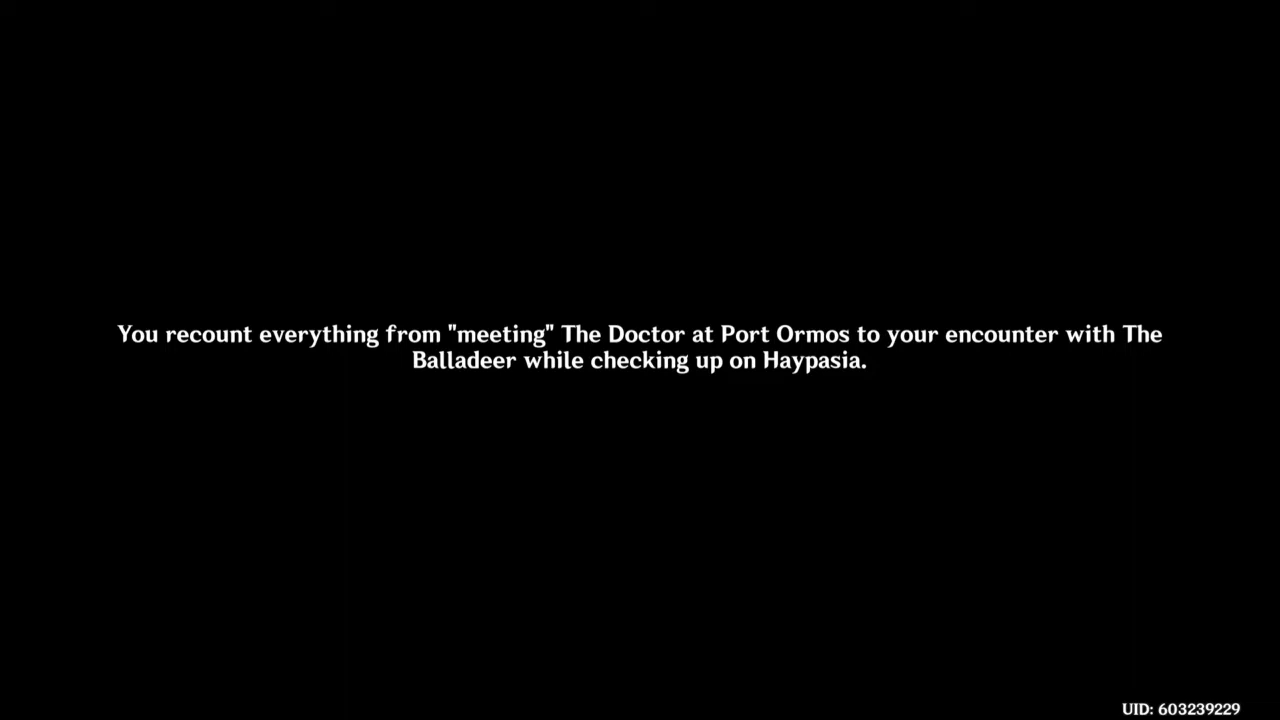 You recount everything from "meeting" The Doctor at Port Ormos to your encounter with The
Balladeer while checking up on Haypasia.
UID: 603239229